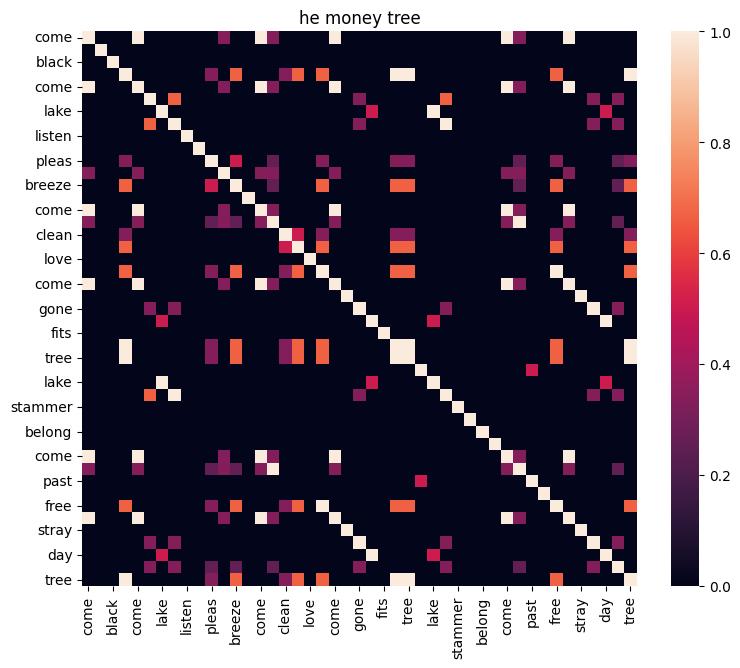 he money tree
come
black
come
lake
listen
pleas
breeze
come
clean
love
come
gone
fits
tree
lake
stammer
belong
come
past
free
stray
day
tree
1.0
0.8
0.6
0.4
0.2
0.0
come
black
come
lake
listen
pleas
breeze
come
clean
love
come
gone
fits
tree
lake
stammer
belong
come
past
free
stray
day
tree